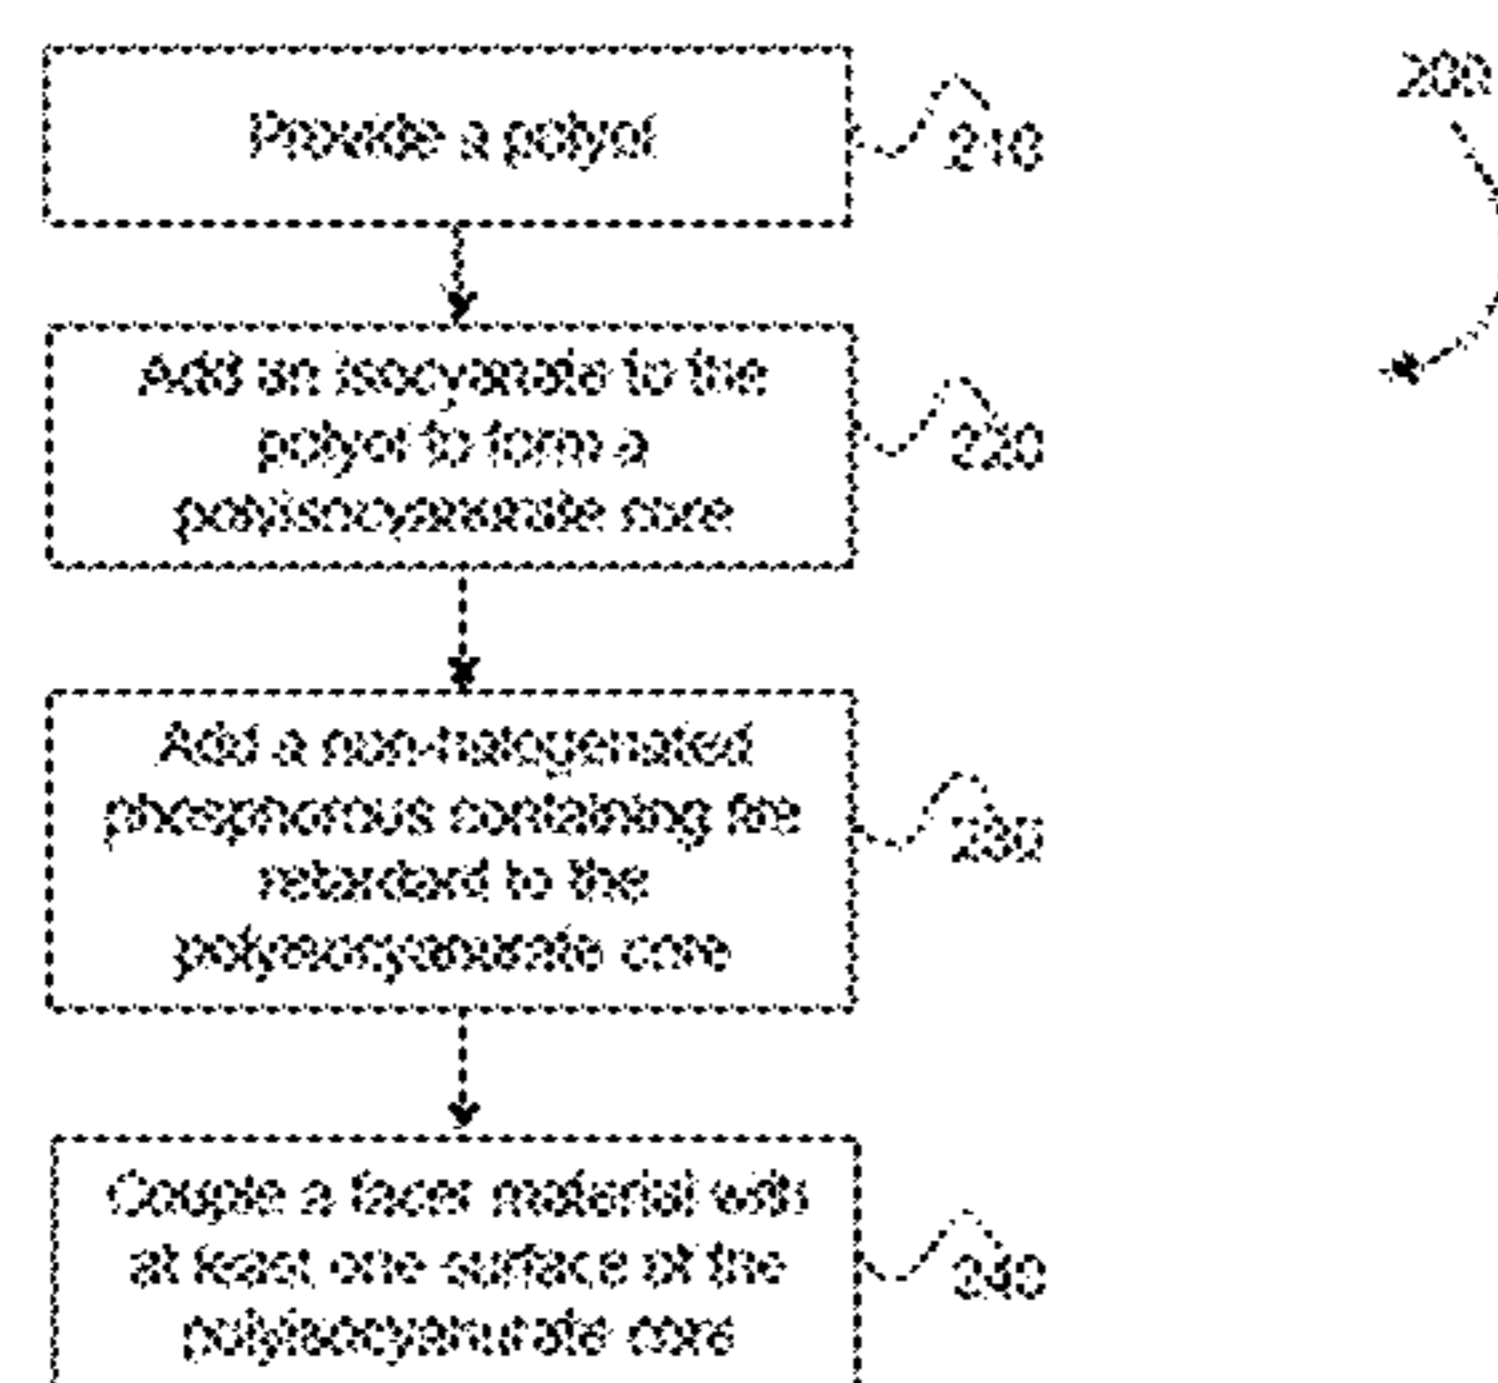 Provide a polyol
210
200
Add an isocyanate to the
polyol to form a
polyisocyanurate core
220
Add a non-halogenated
phosphorous containing fire
retardant to the
polyisocyanurate core
230
Couple a facer material with
at least one surface of the
polyisocyanurate core
240